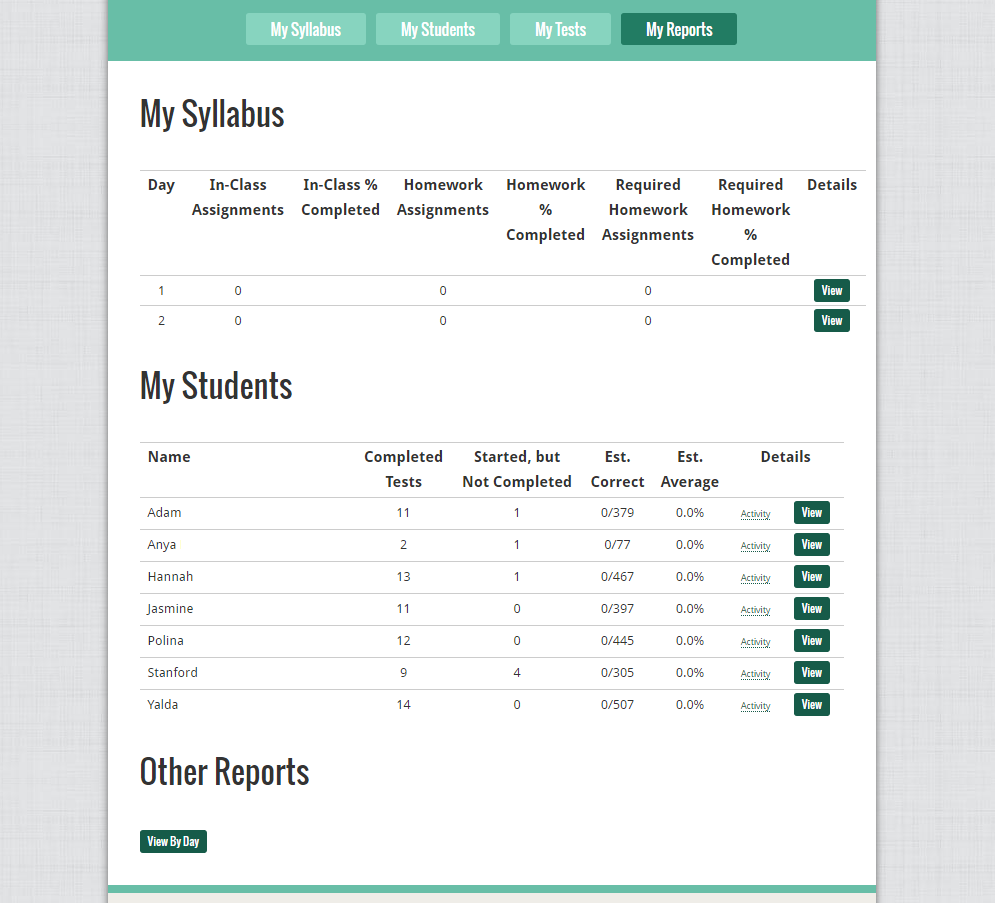 My Syllabus My Students My Tests My Reports
My Syllabus
Day In-Class In-Class % Homework Homework Required Required Details
Assignments Completed Assignments % Homework Homework
Completed Assignments %
Completed
1 0 0 0 View
2 0 0 0 View
My Students
Name Completed Started, but Est. Est. Details
Tests Not Completed Correct Average
Adam 11 1 0/379 0.0% Activity View
Anya 2 1 0/77 0.0% Activity View
Hannah 13 1 0/467 0.0% Activity View
Jasmine 11 0 0/397 0.0% Activity View
Polina 12 0 0/445 0.0% Activity View
Stanford 9 4 0/305 0.0% Activity View
Yalda 14 0 0/507 0.0% Activity View
Other Reports
View By Day